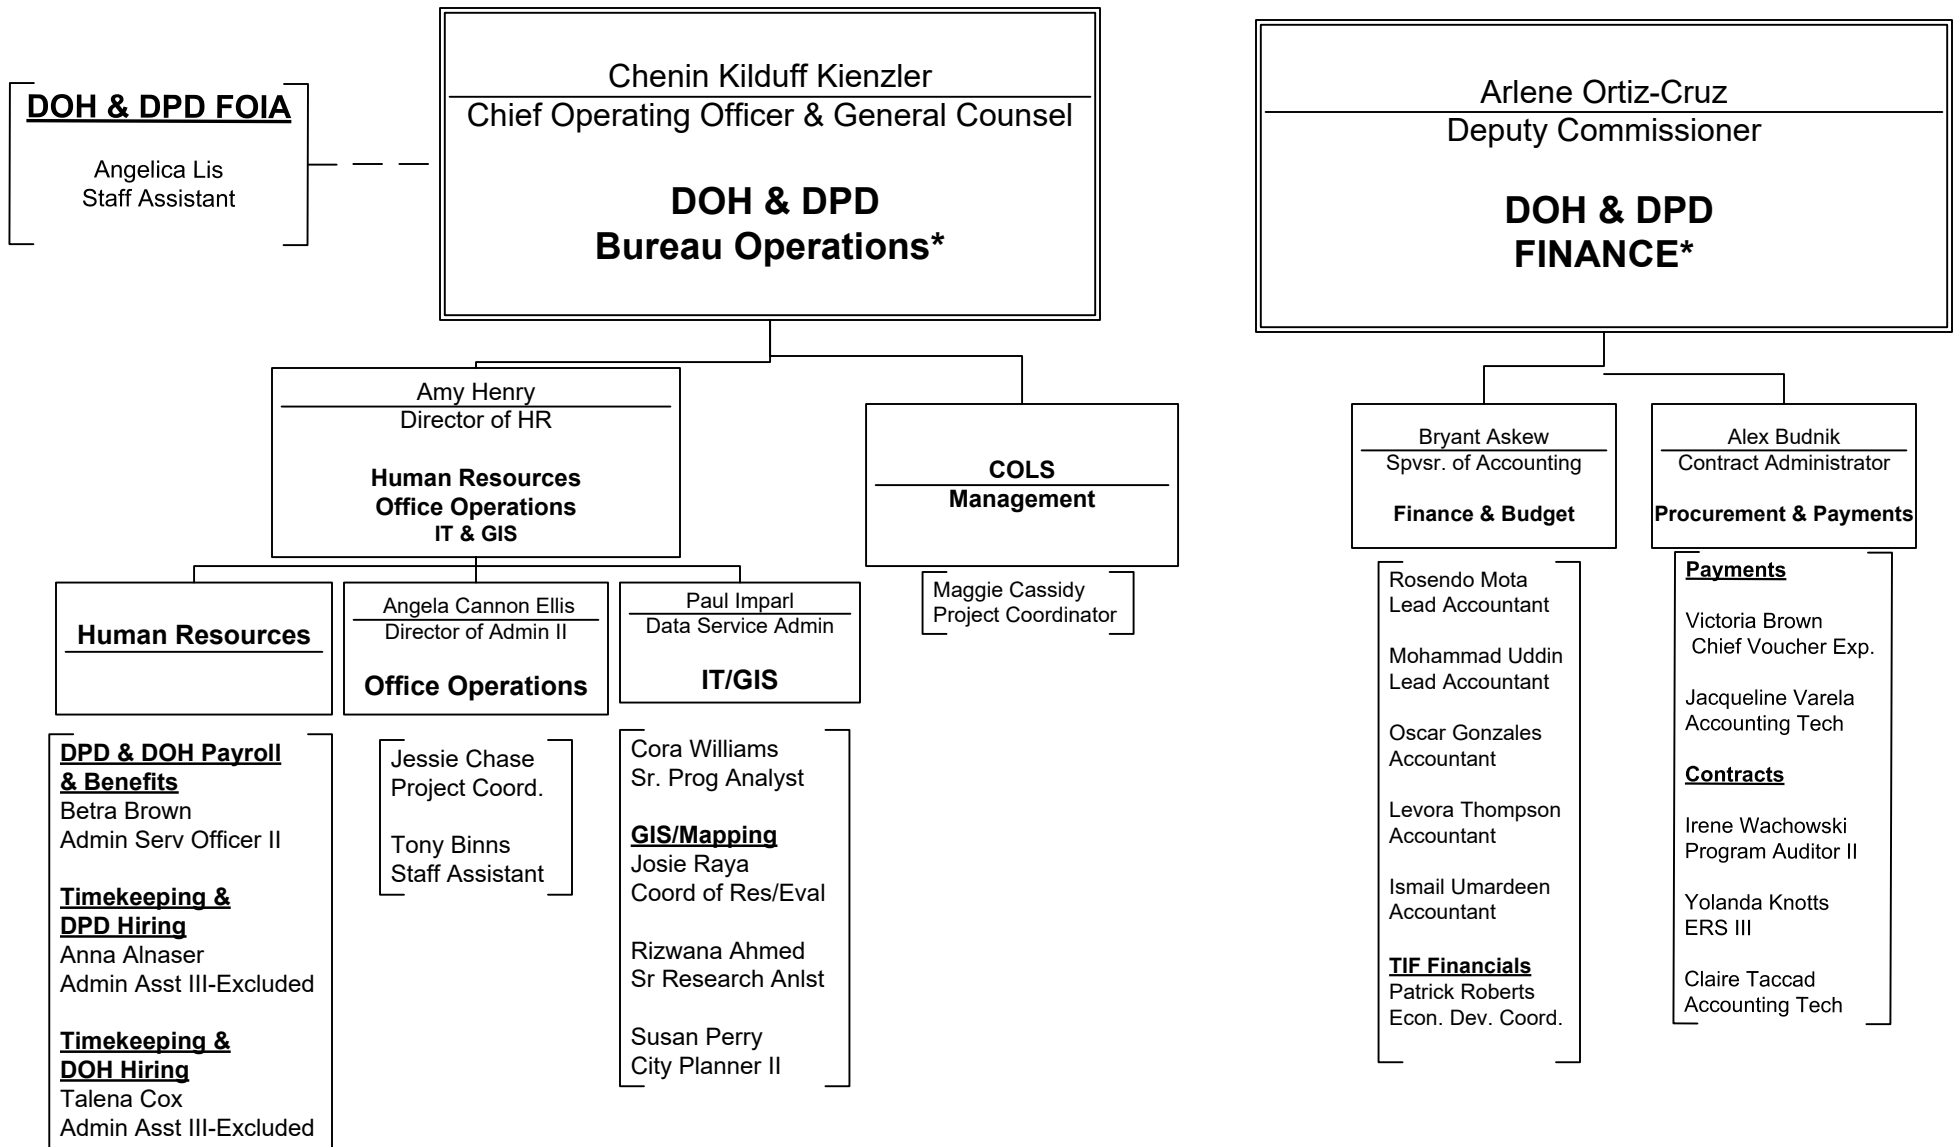 DOH & DPD FOIA
Angelica Lis
Staff Assistant
Chenin Kilduff Kienzler
Chief Operating Officer & General Counsel
DOH & DPD
Bureau Operations*
Arlene Ortiz-Cruz
Deputy Commissioner
DOH & DPD
FINANCE*
Amy Henry
Director of HR
Human Resources
Office Operations
IT & GIS
COLS
Management
Maggie Cassidy
Project Coordinator
Human Resources
DPD & DOH Payroll
& Benefits
Betra Brown
Admin Serv Officer II
Timekeeping &
DPD Hiring
Anna Alnaser
Admin Asst III-Excluded
Timekeeping &
DOH Hiring
Talena Cox
Admin Asst III-Excluded
Angela Cannon Ellis
Director of Admin II
Office Operations
Jessie Chase
Project Coord.
Tony Binns
Staff Assistant
Paul Imparl
Data Service Admin
IT/GIS
Cora Williams
Sr. Prog Analyst
GIS/Mapping
Josie Raya
Coord of Res/Eval
Rizwana Ahmed
Sr Research Anlst
Susan Perry
City Planner II
Bryant Askew
Spvsr. of Accounting
Finance & Budget
Rosendo Mota
Lead Accountant
Mohammad Uddin
Lead Accountant
Oscar Gonzales
Accountant
Levora Thompson
Accountant
Ismail Umardeen
Accountant
TIF Financials
Patrick Roberts
Econ. Dev. Coord.
Alex Budnik
Contract Administrator
Procurement & Payments
Payments
Victoria Brown
Chief Voucher Exp.
Jacqueline Varela
Accounting Tech
Contracts
Irene Wachowski
Program Auditor II
Yolanda Knotts
ERS III
Claire Taccad
Accounting Tech